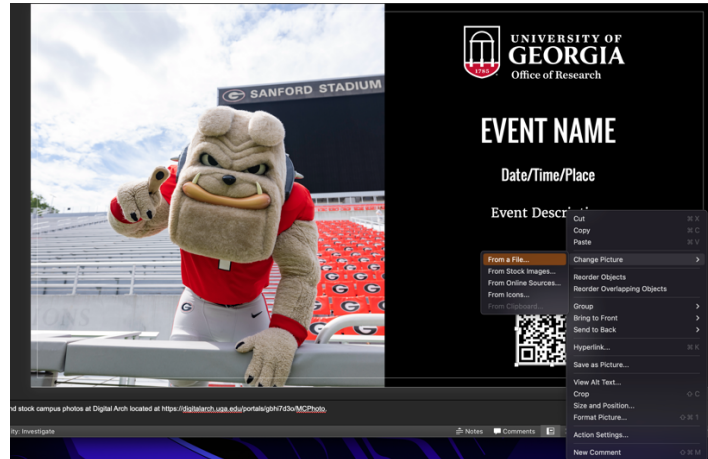 SANFORD STADIUM
UNIVERSITY OF
GEORGIA
1785
Office of Research
EVENT NAME
Date/Time/Place
Event
Cut ⌘ X
Copy ⌘ C
Paste ⌘ V
Change Picture
From a File...
From Stock Images...
From Online Sources...
From Icons...
From Clipboard...
Reorder Objects
Reorder Overlapping Objects
Group
Bring to Front
Send to Back
Hyperlink... ⌘ K
Save as Picture...
View Alt Text...
Crop ◇ C
Size and Position...
Format Picture... ⇧ ⌘ 1
Action Settings...
New Comment ⇧ ⌘ M
nd stock campus photos at Digital Arch located at https://digitalarch.uga.edu/portals/gbhi7d3o/MCPhoto.
ity: Investigate
Notes
Comments